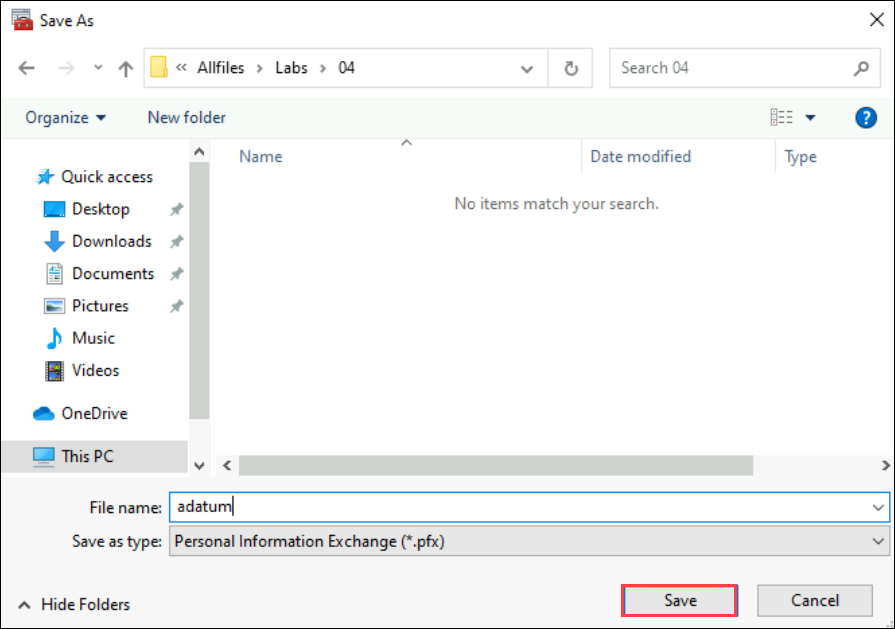 Save As
« Allfiles > Labs > 04
Search 04
Organize
New folder
?
Name
Date modified
Type
Quick access
No items match your search.
Desktop
Downloads
Documents
Pictures
Music
Videos
OneDrive
This PC
File name: adatum
Save as type: Personal Information Exchange (*.pfx)
Hide Folders
Save
Cancel